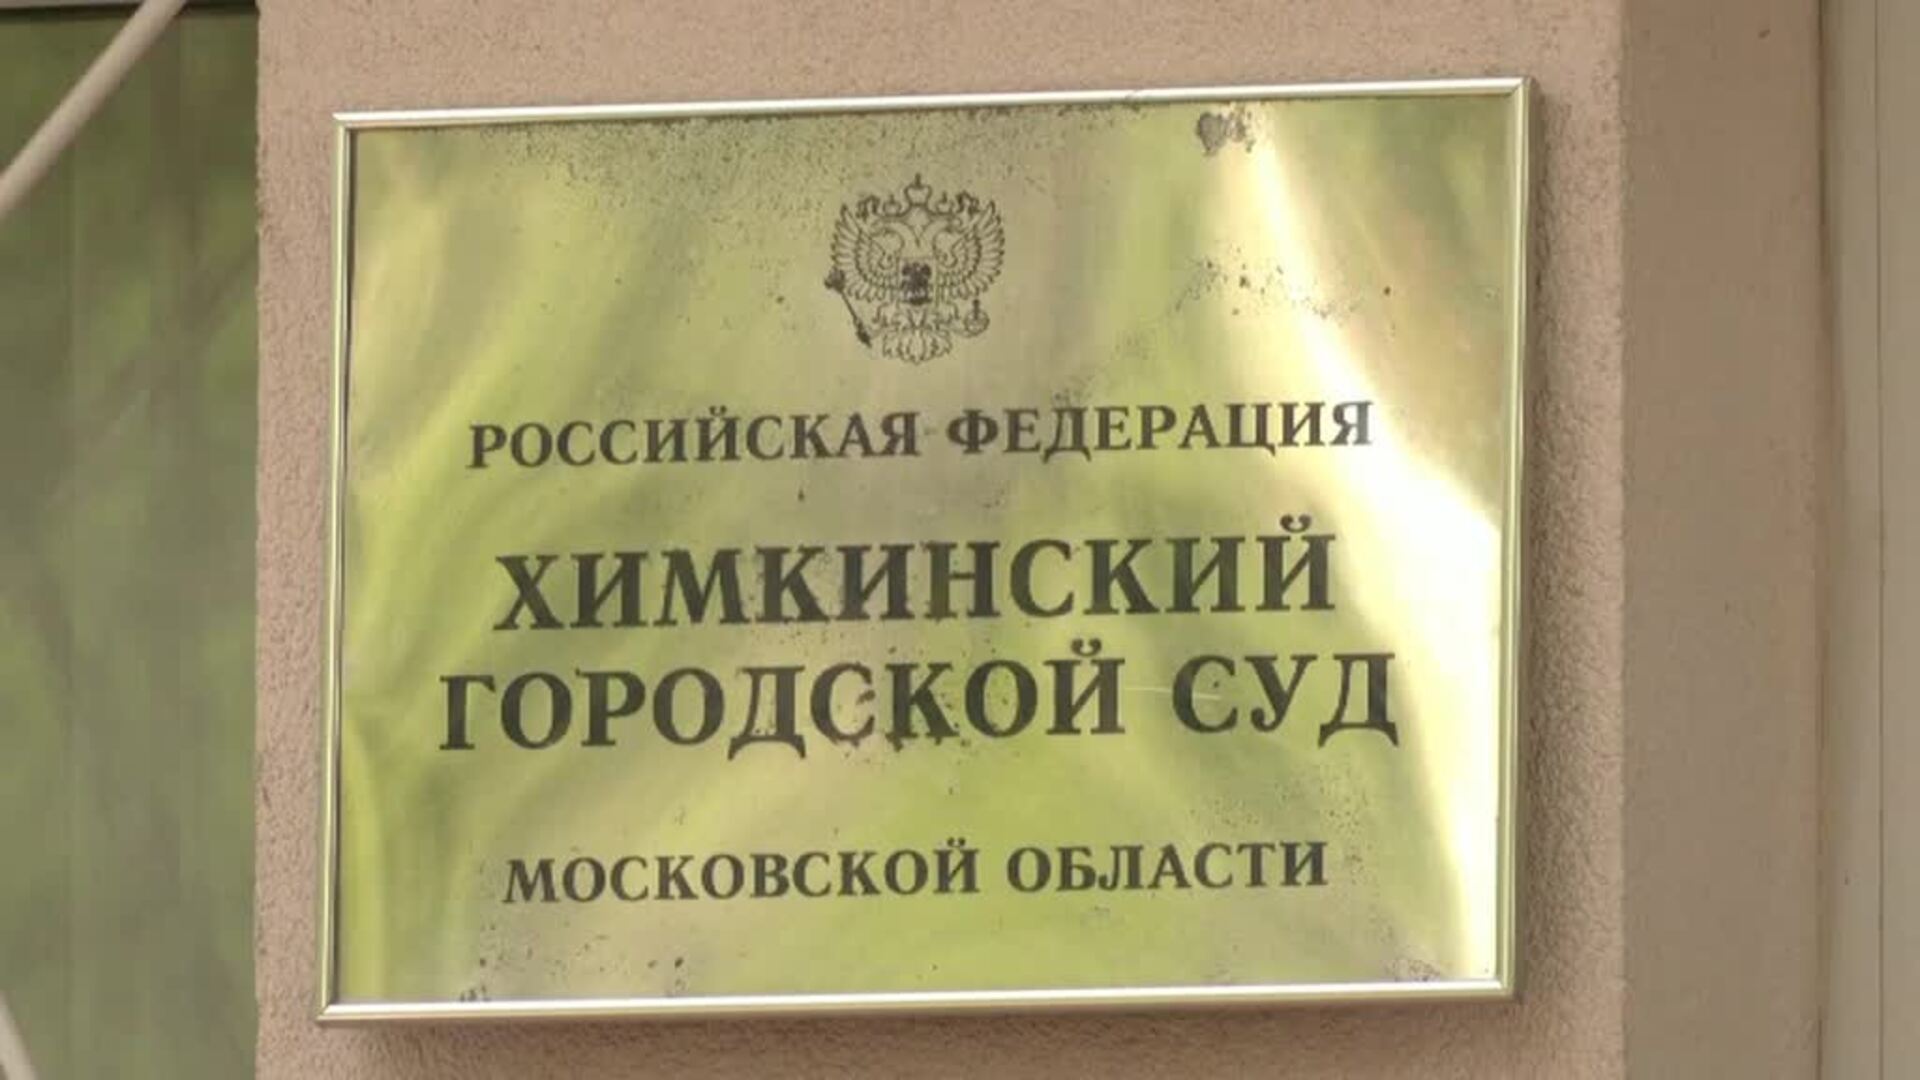 РОССИЙСКАЯ ФЕДЕРАЦИЯ
ХИМКИНСКИЙ
ГОРОДСКОЙ СУД
МОСКОВСКОЙ ОБЛАСТИ